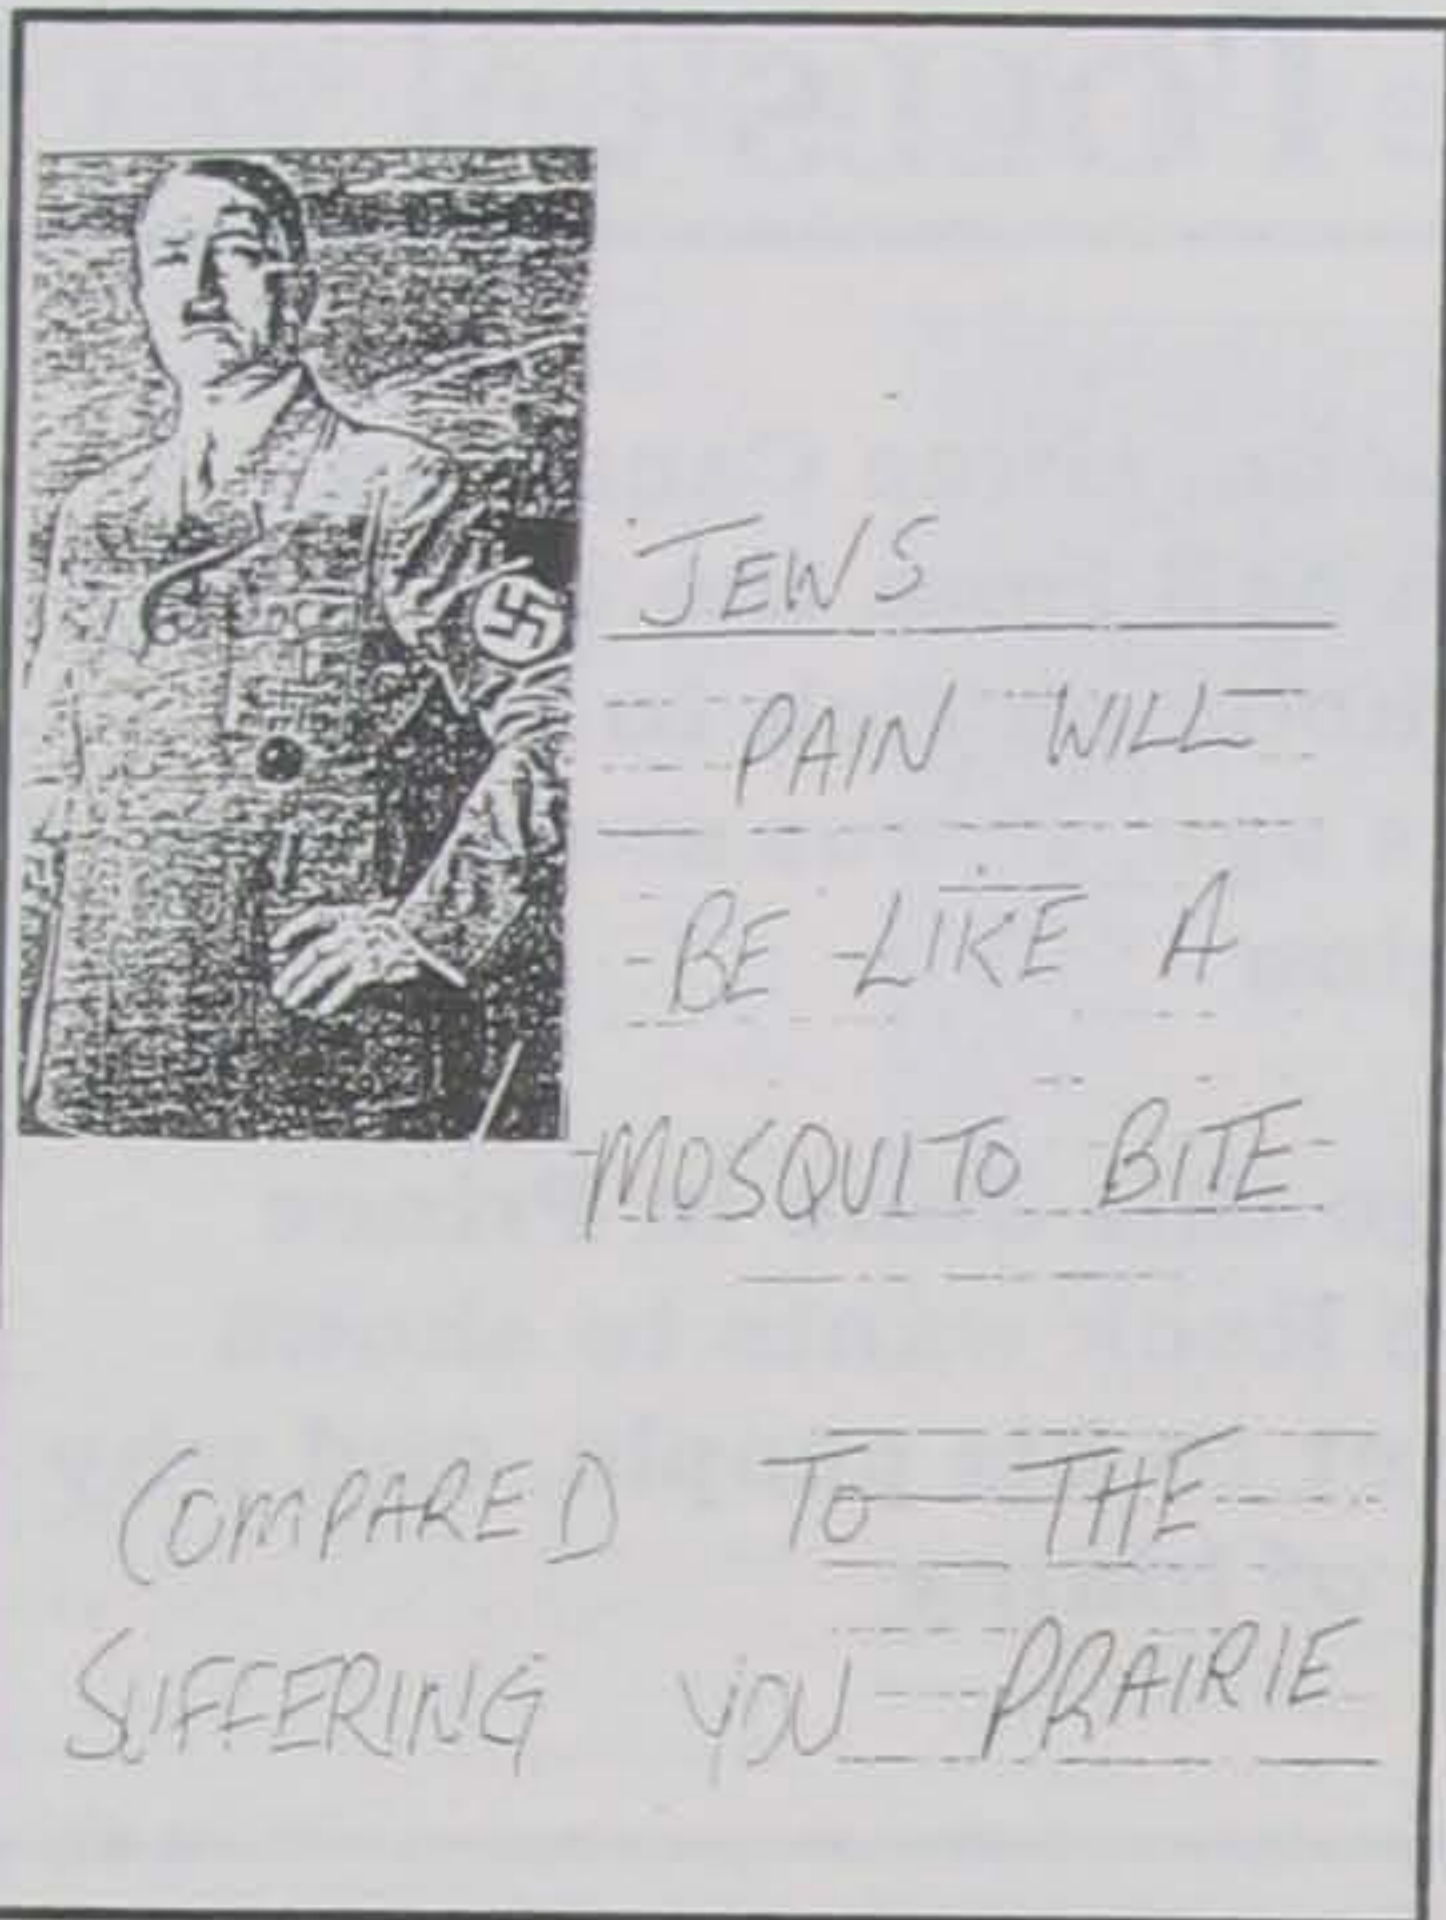 JEWS
PAIN WILL
BE LIKE A
MOSQUITO BITE
COMPARED TO THE
SUFFERING YOU PRAIRIE